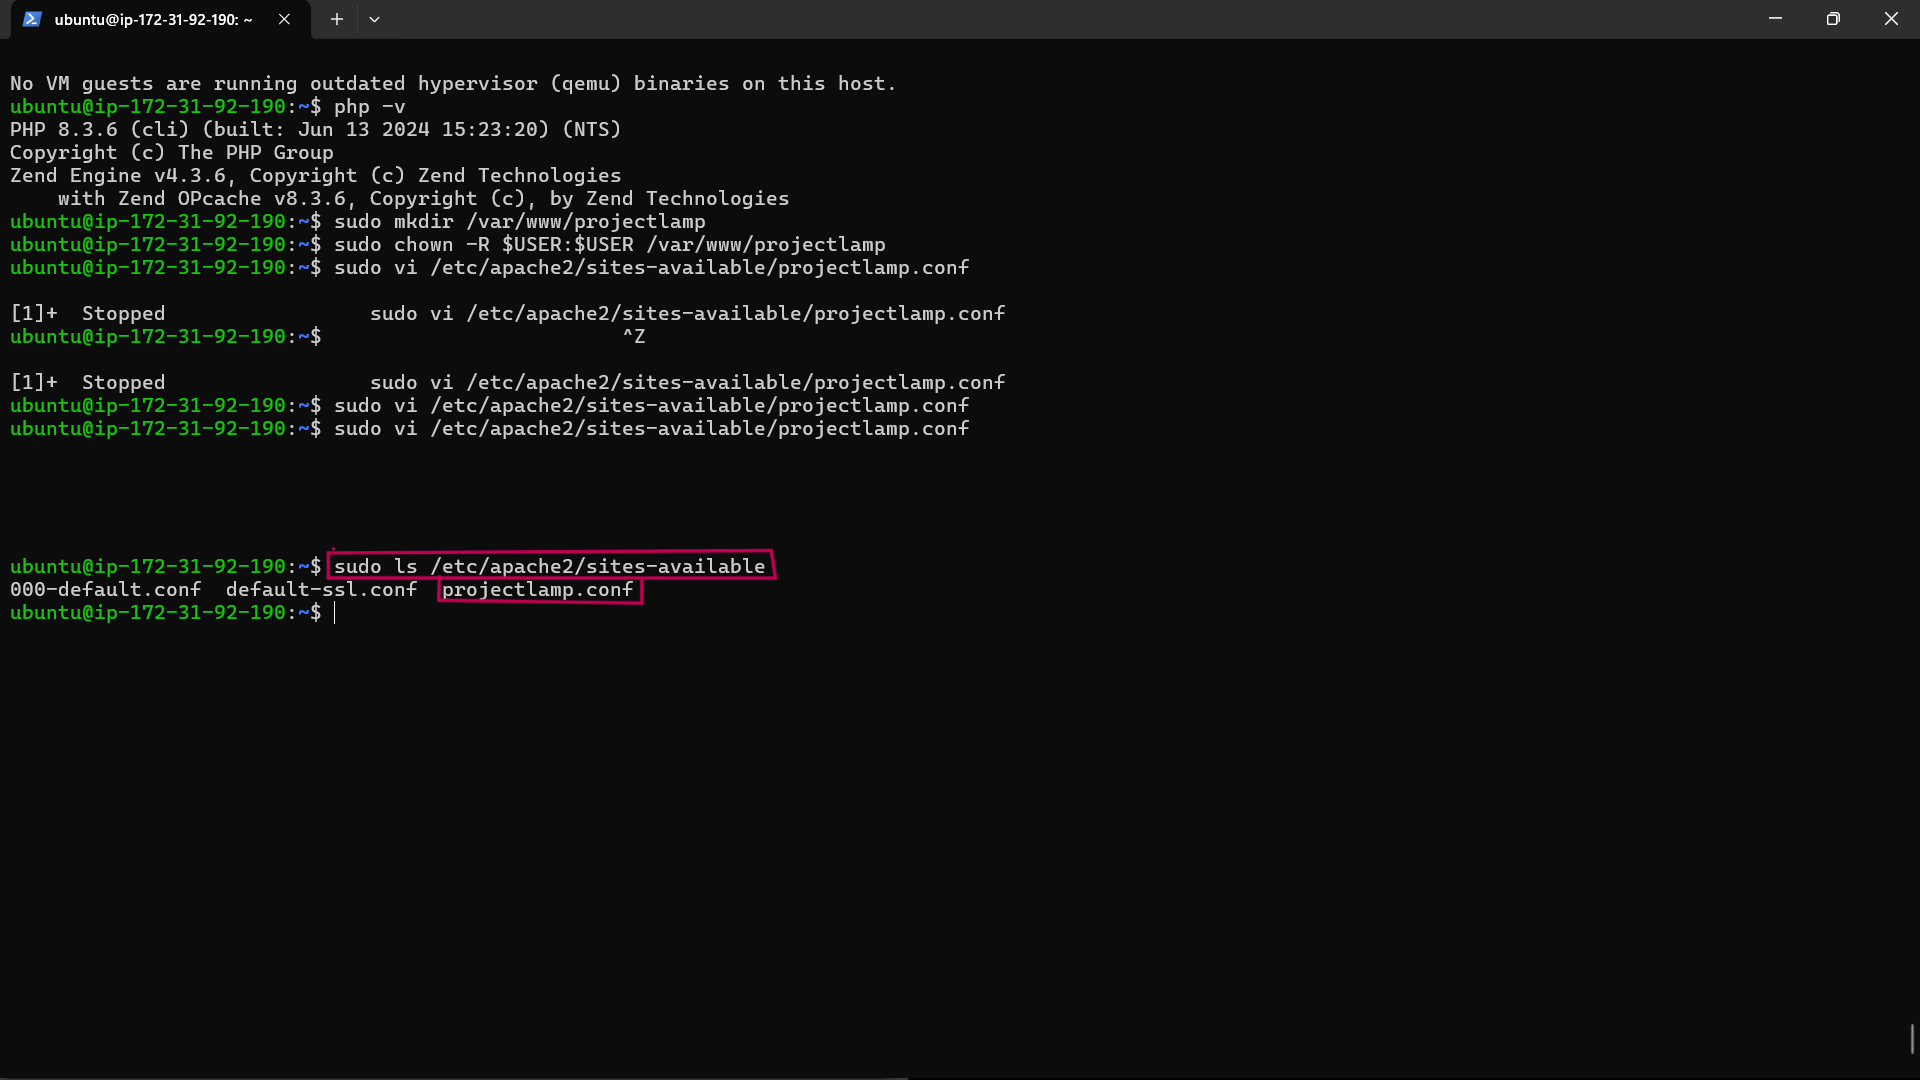 ubuntu@ip-172-31-92-190: ~
No VM guests are running outdated hypervisor (qemu) binaries on this host.
ubuntu@ip-172-31-92-190:~$ php -v
PHP 8.3.6 (cli) (built: Jun 13 2024 15:23:20) (NTS)
Copyright (c) The PHP Group
Zend Engine v4.3.6, Copyright (c) Zend Technologies
    with Zend OPcache v8.3.6, Copyright (c), by Zend Technologies
ubuntu@ip-172-31-92-190:~$ sudo mkdir /var/www/projectlamp
ubuntu@ip-172-31-92-190:~$ sudo chown -R $USER:$USER /var/www/projectlamp
ubuntu@ip-172-31-92-190:~$ sudo vi /etc/apache2/sites-available/projectlamp.conf
[1]+  Stopped                 sudo vi /etc/apache2/sites-available/projectlamp.conf
ubuntu@ip-172-31-92-190:~$                         ^Z
[1]+  Stopped                 sudo vi /etc/apache2/sites-available/projectlamp.conf
ubuntu@ip-172-31-92-190:~$ sudo vi /etc/apache2/sites-available/projectlamp.conf
ubuntu@ip-172-31-92-190:~$ sudo vi /etc/apache2/sites-available/projectlamp.conf
ubuntu@ip-172-31-92-190:~$ sudo ls /etc/apache2/sites-available
000-default.conf  default-ssl.conf  projectlamp.conf
ubuntu@ip-172-31-92-190:~$